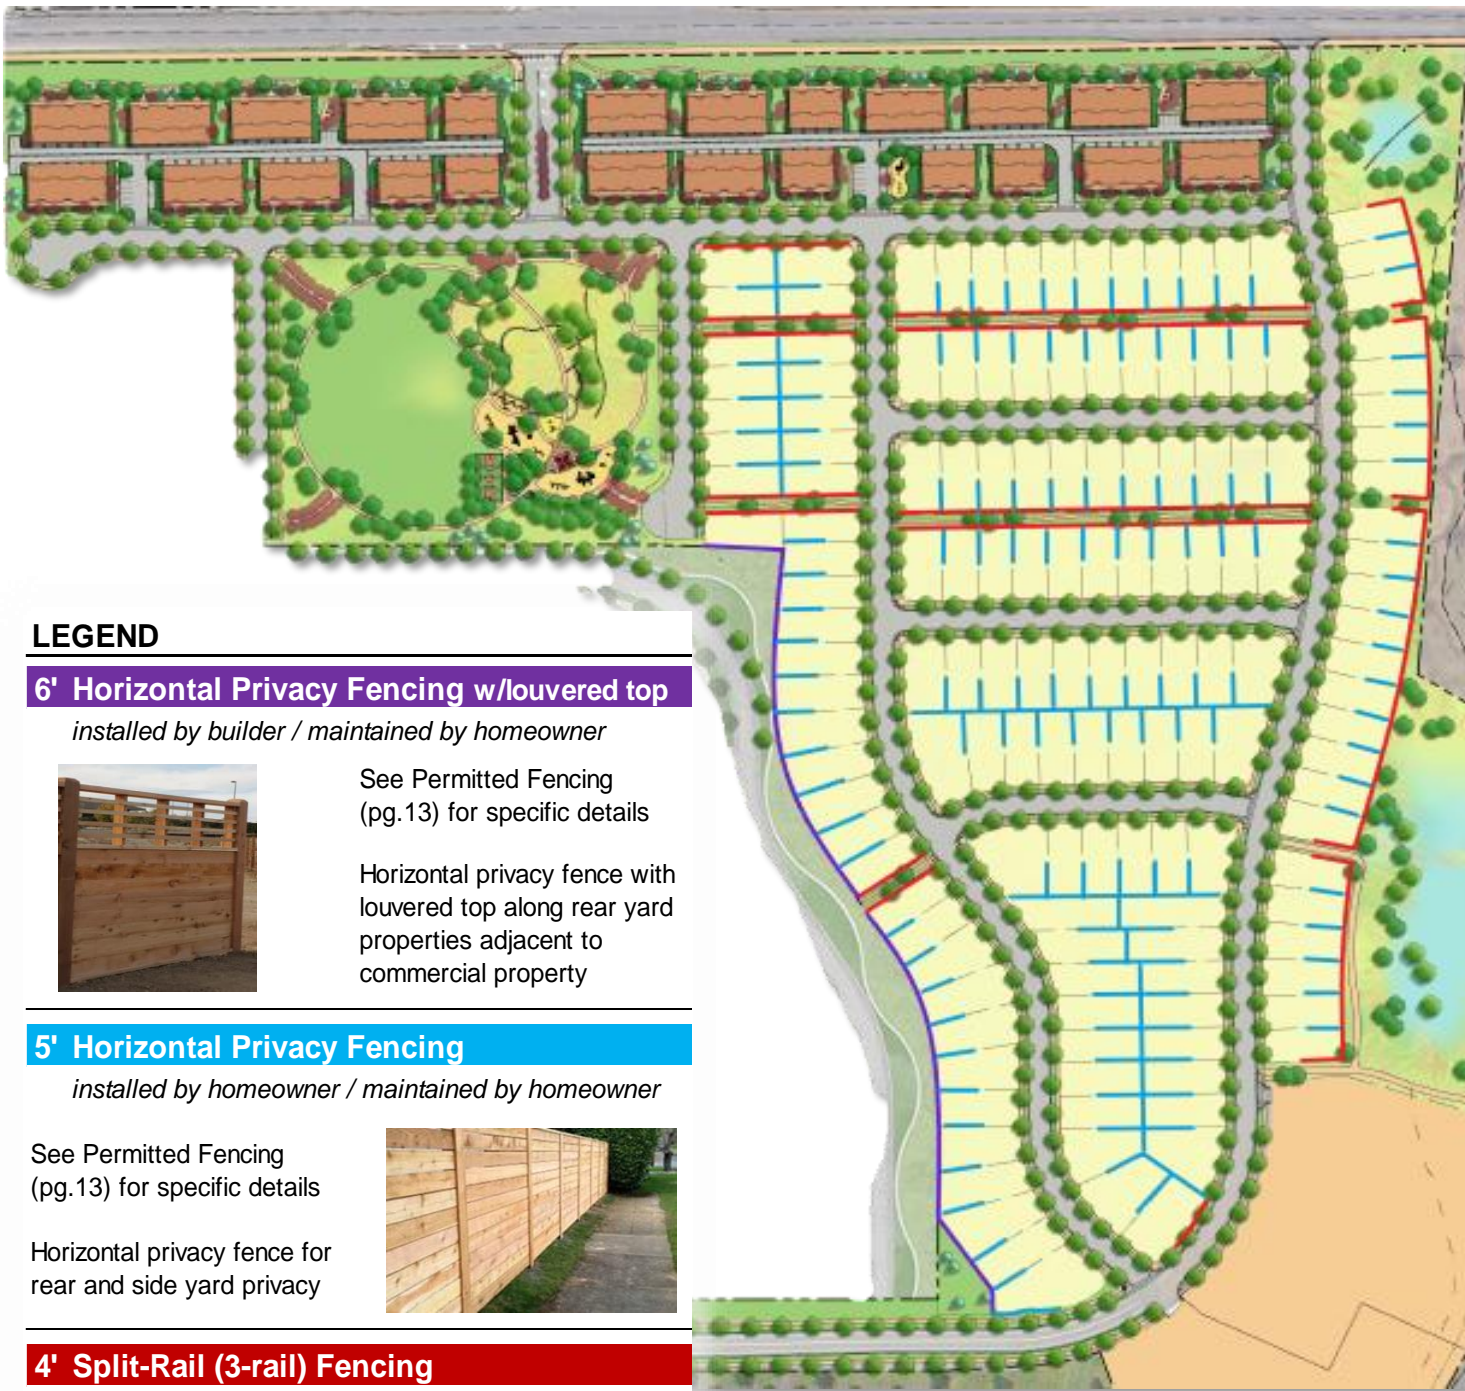 LEGEND
6' Horizontal Privacy Fencing w/louvered top
installed by builder / maintained by homeowner
See Permitted Fencing
(pg.13) for specific details
Horizontal privacy fence with
louvered top along rear yard
properties adjacent to
commercial property
5' Horizontal Privacy Fencing
installed by homeowner / maintained by homeowner
See Permitted Fencing
(pg.13) for specific details
Horizontal privacy fence for
rear and side yard privacy
4' Split-Rail (3-rail) Fencing